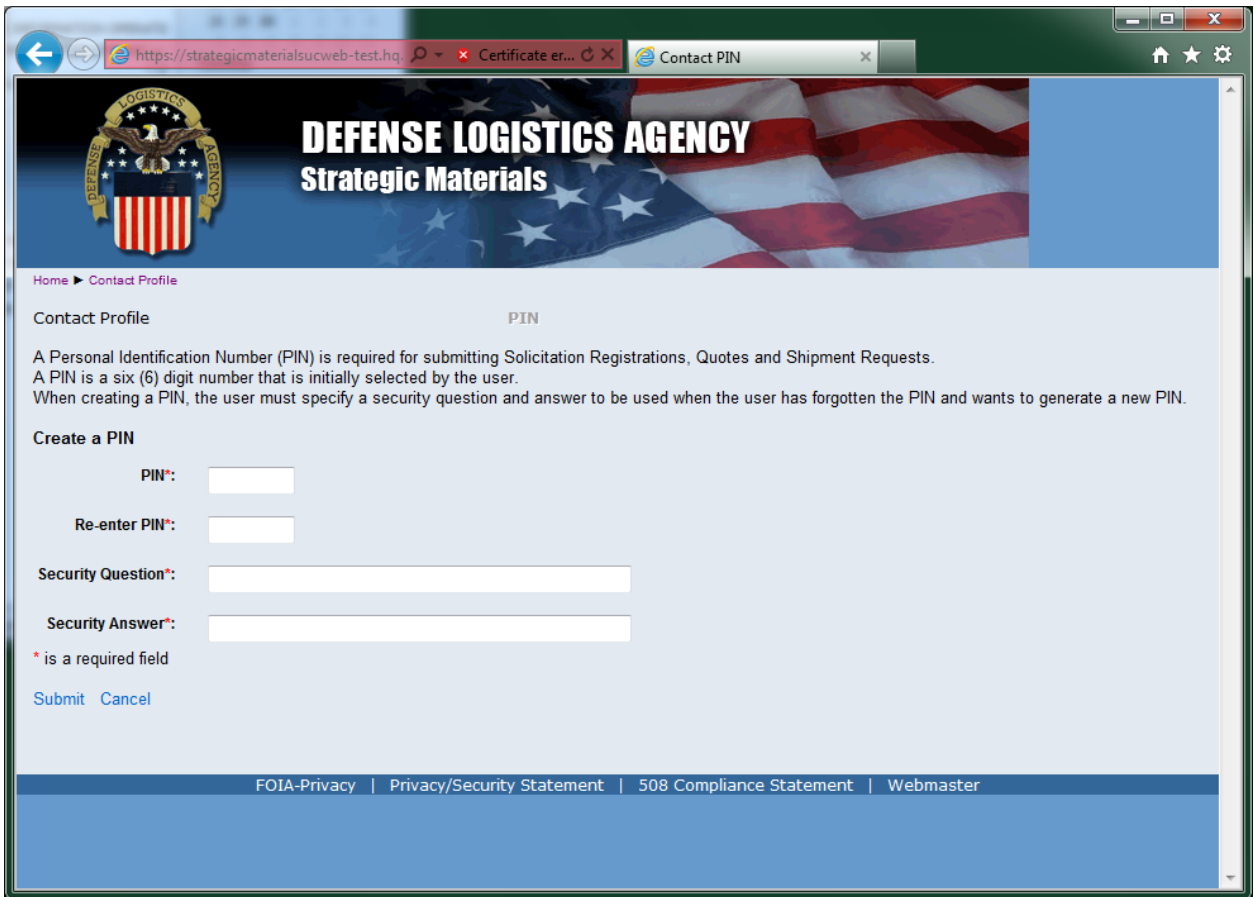 https://strategicmaterialsucweb-test.hq.
Certificate er...
Contact PIN
DEFENSE LOGISTICS AGENCY
DEFENSE LOGISTICS AGENCY
Strategic Materials
Home ► Contact Profile
Contact Profile PIN
A Personal Identification Number (PIN) is required for submitting Solicitation Registrations, Quotes and Shipment Requests.
A PIN is a six (6) digit number that is initially selected by the user.
When creating a PIN, the user must specify a security question and answer to be used when the user has forgotten the PIN and wants to generate a new PIN.
Create a PIN
PIN*:
Re-enter PIN*:
Security Question*:
Security Answer*:
* is a required field
Submit Cancel
FOIA-Privacy | Privacy/Security Statement | 508 Compliance Statement | Webmaster